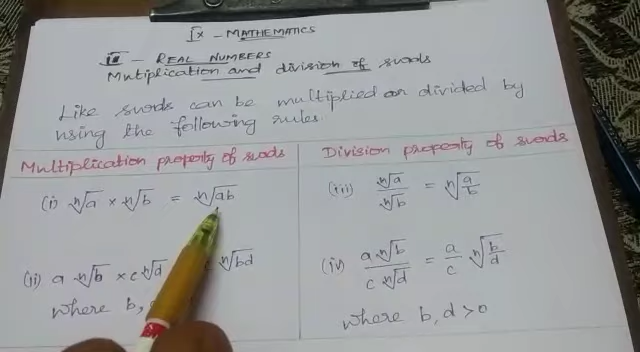 IX - MATHEMATICS
II - REAL NUMBERS
Mutiplication and division of surds
Like surds can be multiplied or divided by
using the following rules.
Multiplication property of surds
(i) ⁿ√a × ⁿ√b = ⁿ√ab
(ii) a ⁿ√b × c ⁿ√d ⁿ√bd
where b,
Division property of surds
(iii) ⁿ√a / ⁿ√b = ⁿ√(a/b)
(iv) a ⁿ√b / c ⁿ√d = a/c ⁿ√(b/d)
where b, d > 0